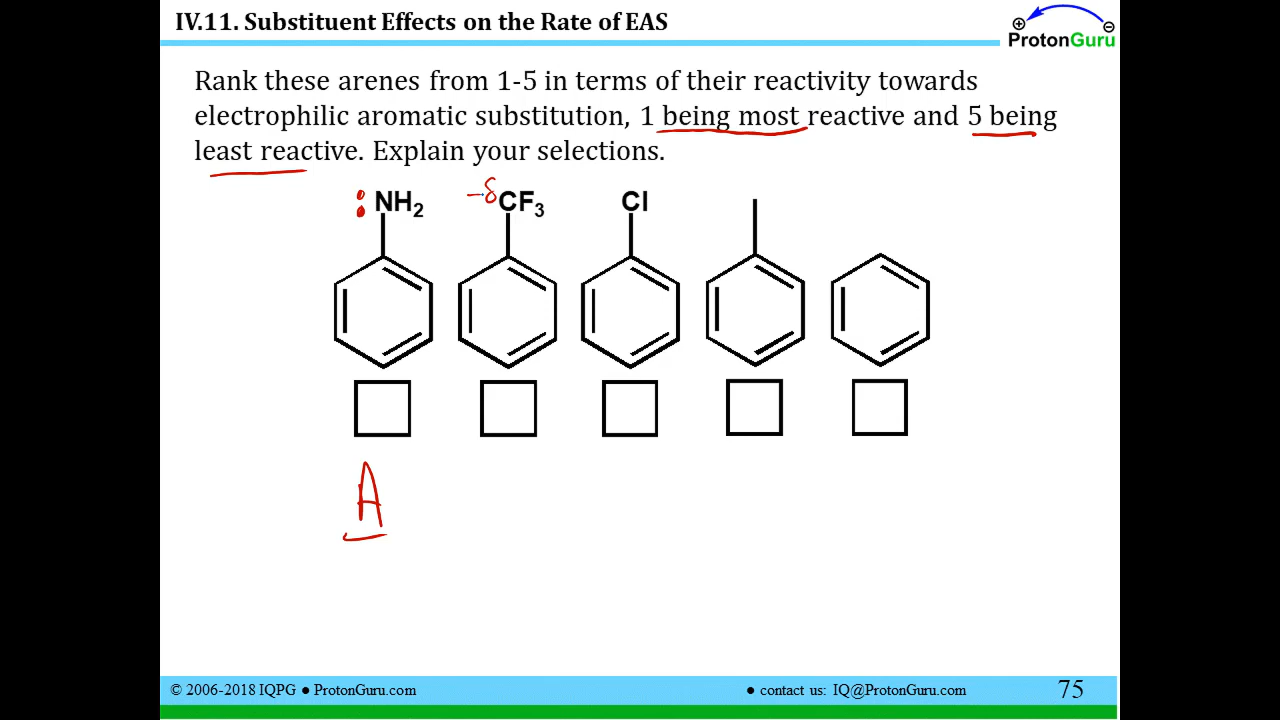 IV.11. Substituent Effects on the Rate of EAS
ProtonGuru
Rank these arenes from 1-5 in terms of their reactivity towards
electrophilic aromatic substitution, 1 being most reactive and 5 being
least reactive. Explain your selections.
NH₂ -δ CF₃ Cl
A
© 2006-2018 IQPG ● ProtonGuru.com ● contact us: IQ@ProtonGuru.com 75